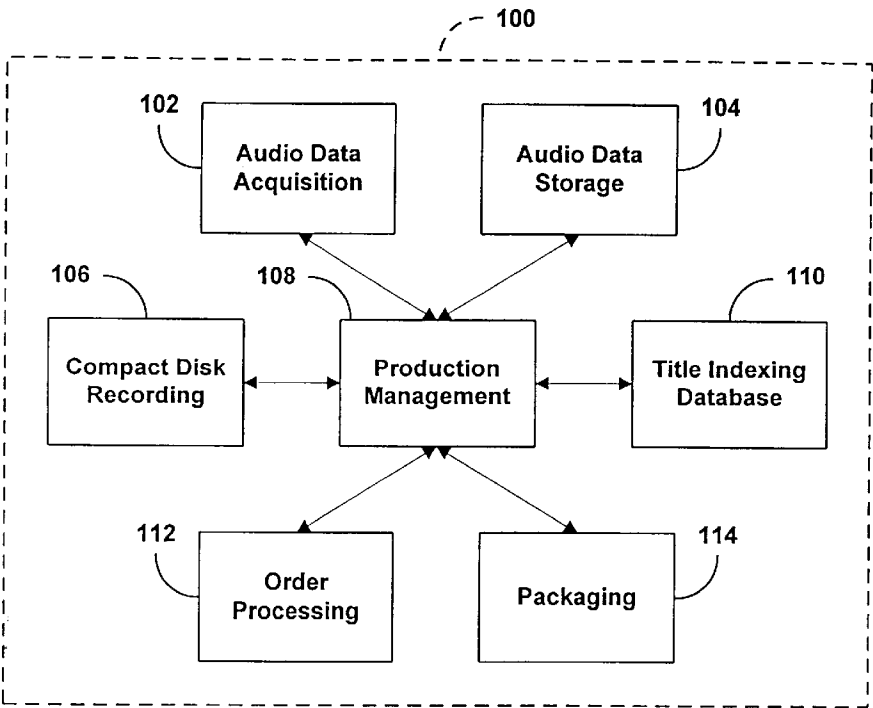 100
102
Audio Data
Acquisition
Audio Data
Storage
104
106
Compact Disk
Recording
108
Production
Management
110
Title Indexing
Database
112
Order
Processing
Packaging
114